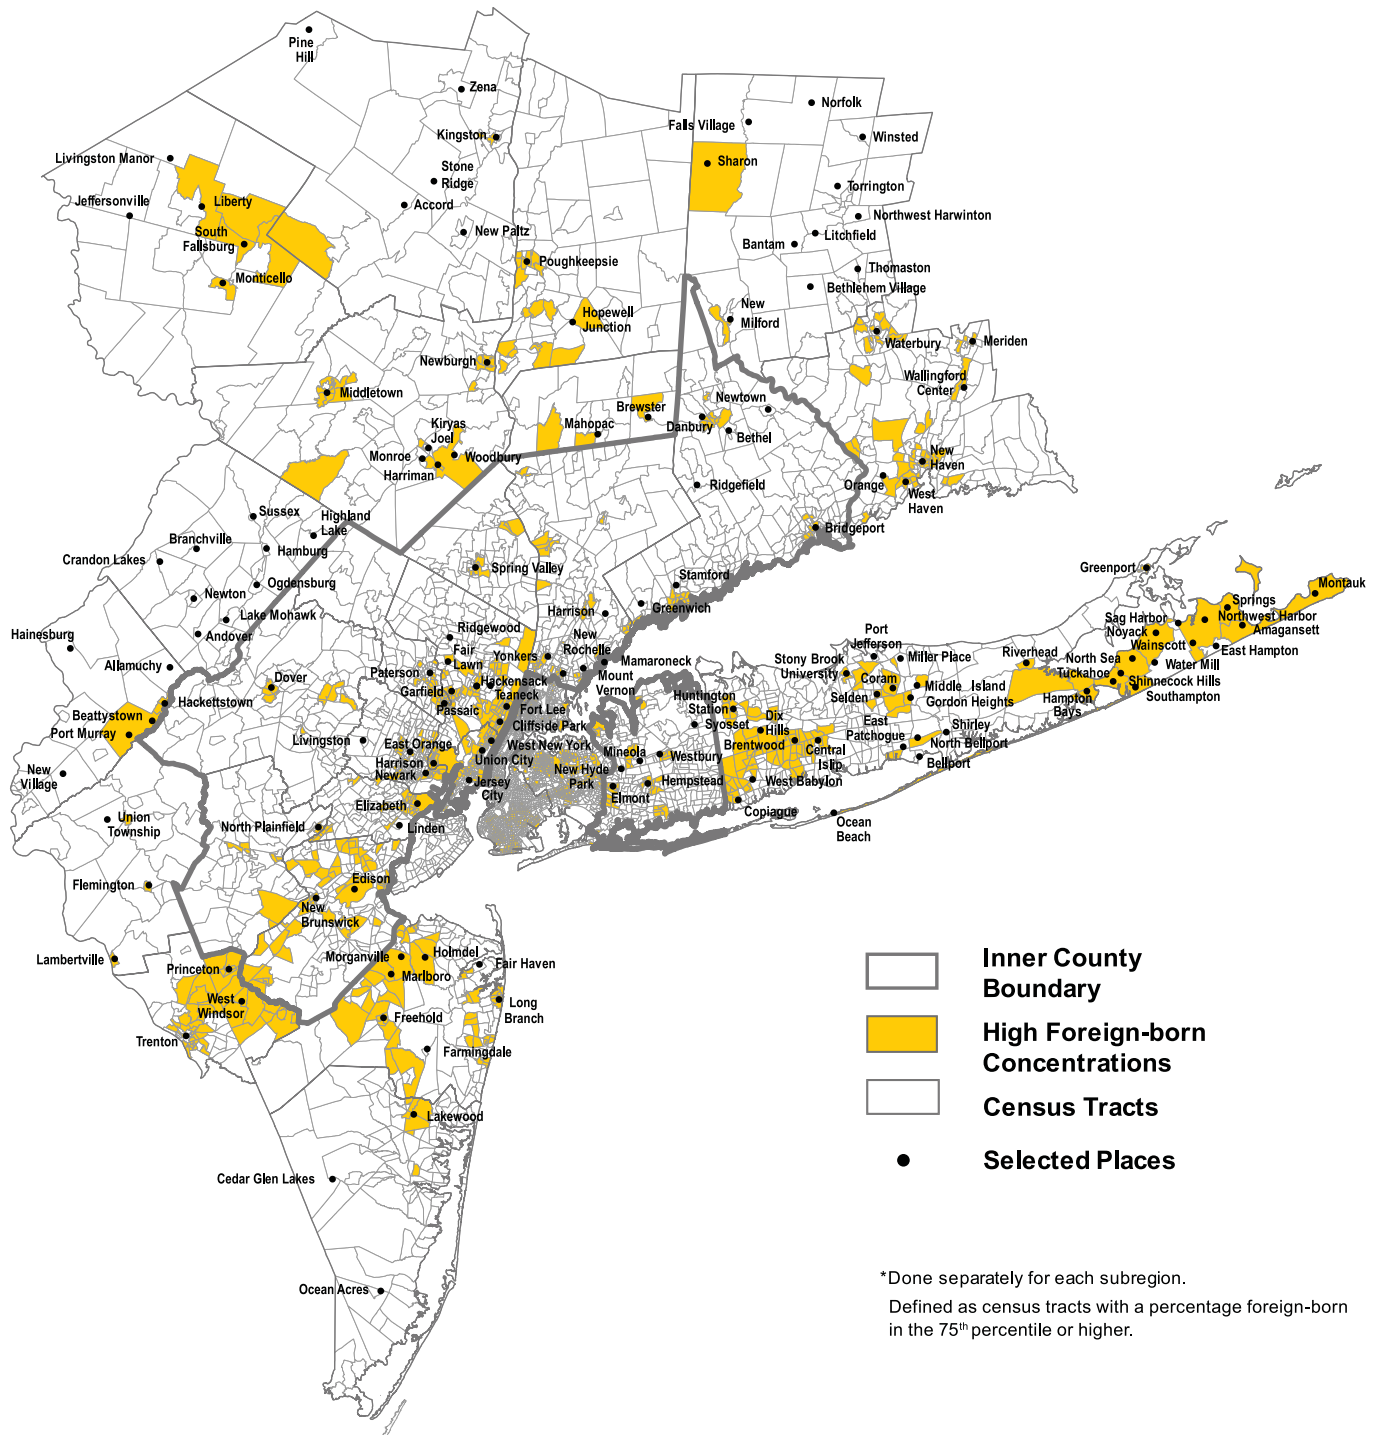 Pine
Hill
Zena
Norfolk
Falls Village
Kingston
Winsted
Livingston Manor
Sharon
Stone
Ridge
Torrington
Jeffersonville
Liberty
Accord
Northwest Harwinton
South
Fallsburg
New Paltz
Litchfield
Bantam
Poughkeepsie
Thomaston
Monticello
Bethlehem Village
New
Milford
Hopewell
Junction
Waterbury
Meriden
Newburgh
Wallingford
Center
Middletown
Newtown
Brewster
Mahopac
Danbury
Bethel
Kiryas
Joel
Monroe
Woodbury
Harriman
New
Haven
Orange
West
Haven
Ridgefield
Sussex
Highland
Lake
Bridgeport
Branchville
Hamburg
Crandon Lakes
Spring Valley
Greenport
Stamford
Montauk
Ogdensburg
Newton
Harrison
Greenwich
Springs
Lake Mohawk
Sag Harbor
Northwest Harbor
Hainesburg
Andover
Ridgewood
New
Rochelle
Noyack
Amagansett
Port
Jefferson
Wainscott
East Hampton
Fair
Lawn
Yonkers
Miller Place
Riverhead
Allamuchy
Paterson
Mamaroneck
Stony Brook
University
North Sea
Water Mill
Dover
Hackensack
Mount
Vernon
Coram
Tuckahoe
Shinnecock Hills
Garfield
Teaneck
Huntington
Station
Selden
Middle Island
Gordon Heights
Hampton
Bays
Southampton
Hackettstown
Passaic
Fort Lee
Beattystown
Cliffside Park
Syosset
Dix
Hills
East
Patchogue
Shirley
Port Murray
Livingston
East Orange
West New York
Mineola
Westbury
Brentwood
Central
Islip
North Bellport
Harrison
Union City
Bellport
New
Village
Newark
Jersey
City
New Hyde
Park
Hempstead
West Babylon
Elmont
Elizabeth
Copiague
Ocean
Beach
Union
Township
North Plainfield
Linden
Flemington
Edison
New
Brunswick
Lambertville
Morganville
Holmdel
Princeton
Fair Haven
Marlboro
West
Windsor
Long
Branch
Freehold
Trenton
Farmingdale
Lakewood
Cedar Glen Lakes
Ocean Acres
Inner County
Boundary
High Foreign-born
Concentrations
Census Tracts
Selected Places
*Done separately for each subregion.
Defined as census tracts with a percentage foreign-born
in the 75th percentile or higher.